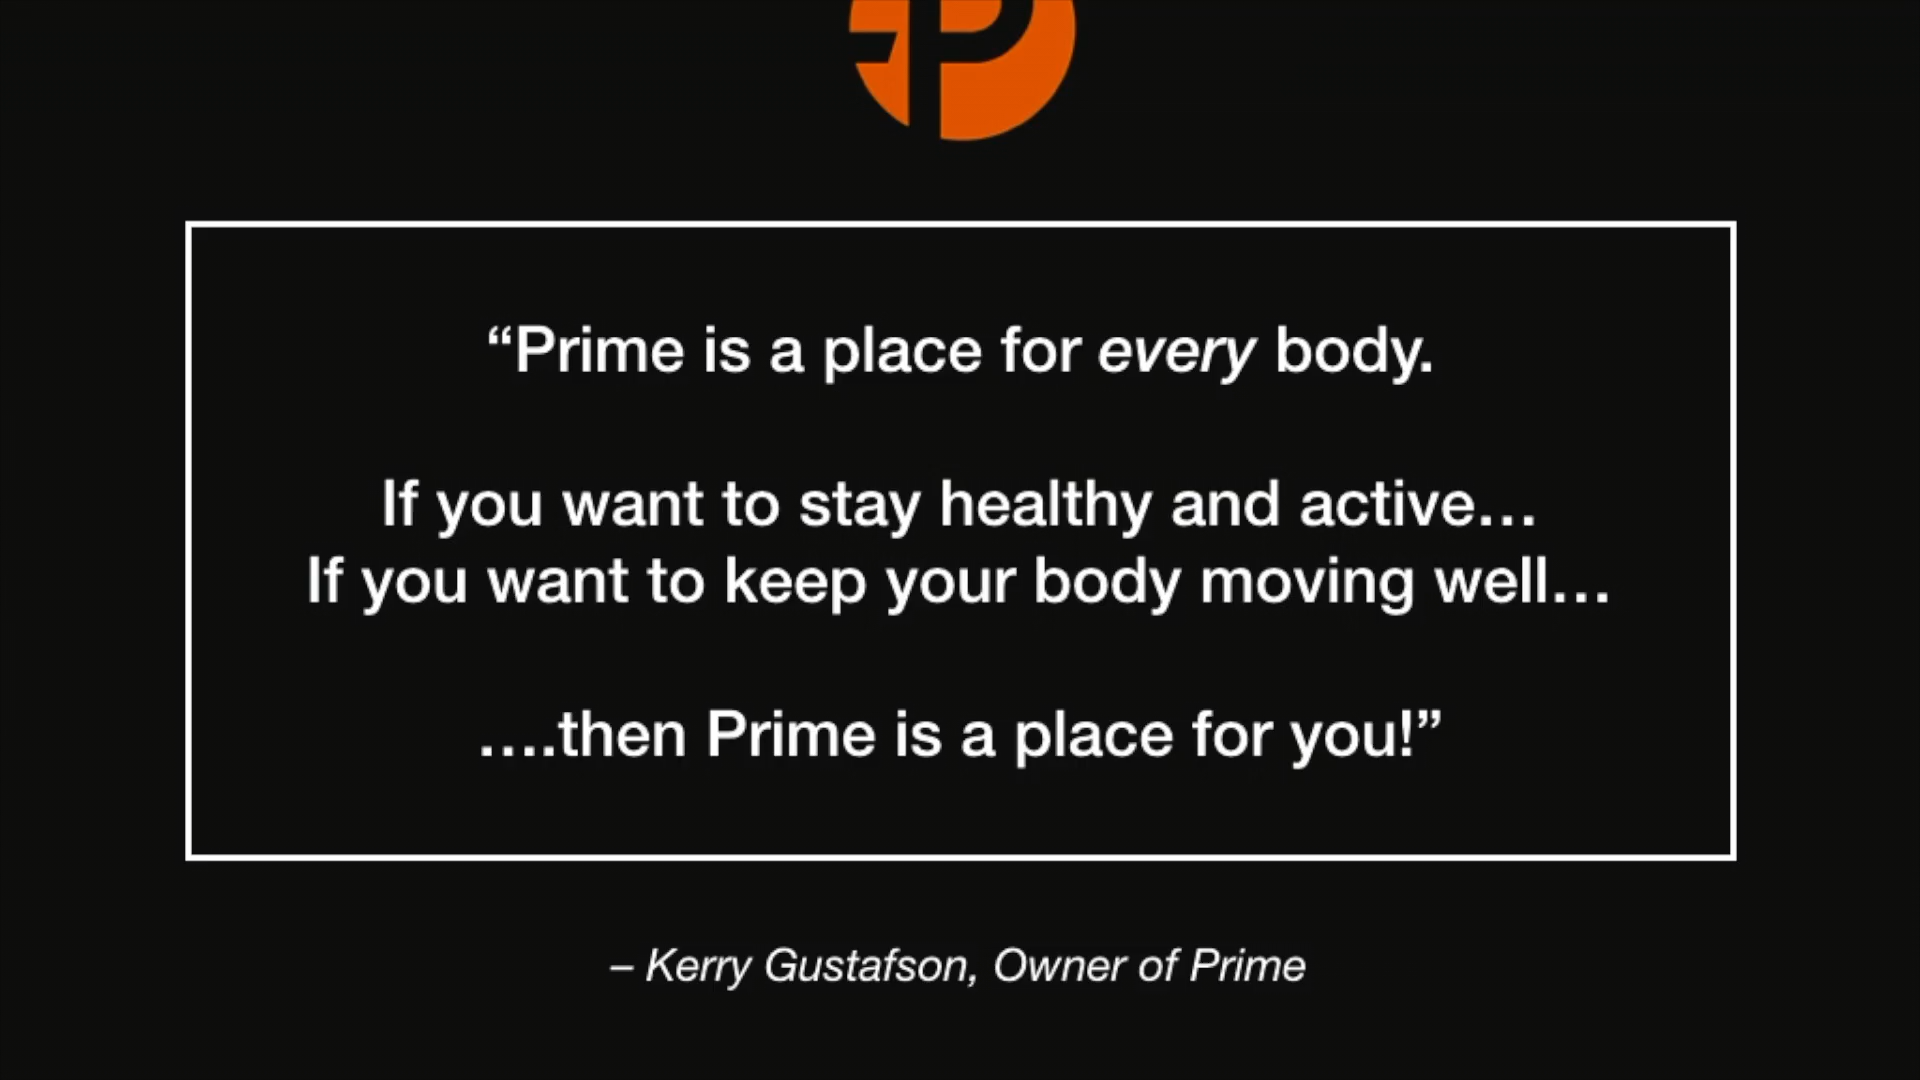 “Prime is a place for every body.
If you want to stay healthy and active...
If you want to keep your body moving well...
....then Prime is a place for you!”
– Kerry Gustafson, Owner of Prime